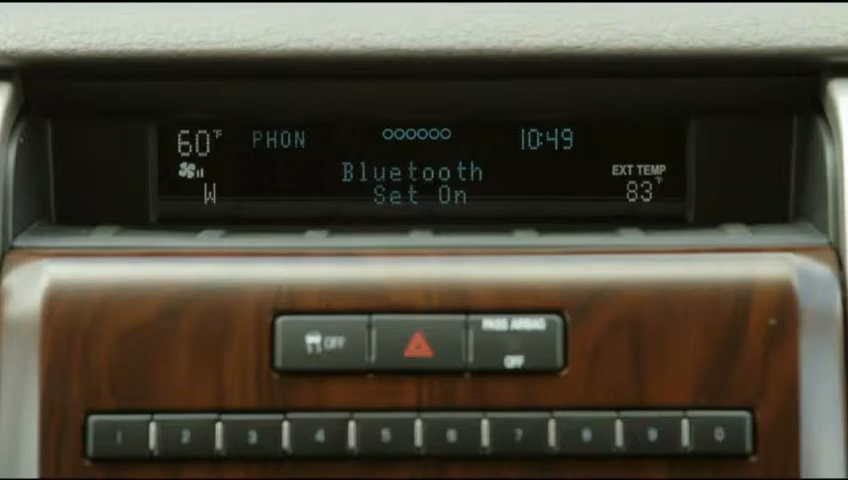 60°F PHON 10:49
Bluetooth
EXT TEMP
W Set On 83°F
OFF
PASS AIRBAG
OFF
1 2 3 4 5 6 7 8 9 0